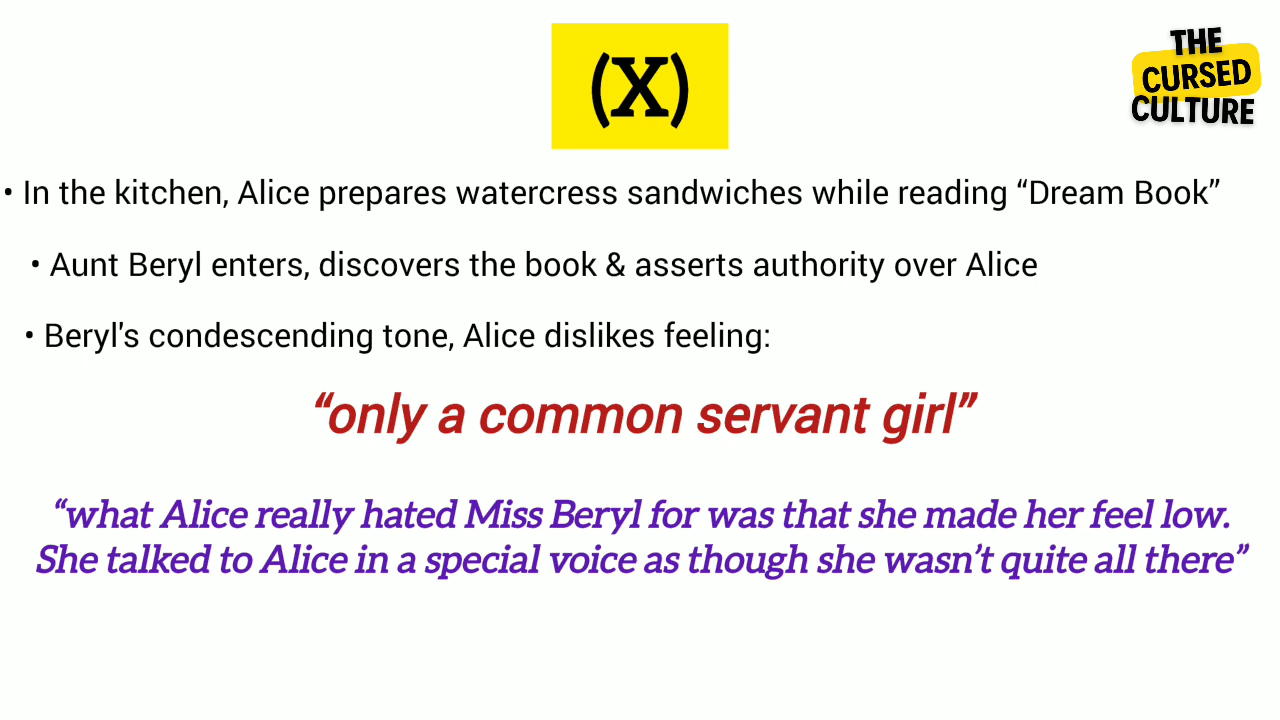 (X)
THE
CURSED
CULTURE
• In the kitchen, Alice prepares watercress sandwiches while reading “Dream Book”
• Aunt Beryl enters, discovers the book & asserts authority over Alice
• Beryl's condescending tone, Alice dislikes feeling:
“only a common servant girl”
“what Alice really hated Miss Beryl for was that she made her feel low.
She talked to Alice in a special voice as though she wasn’t quite all there”